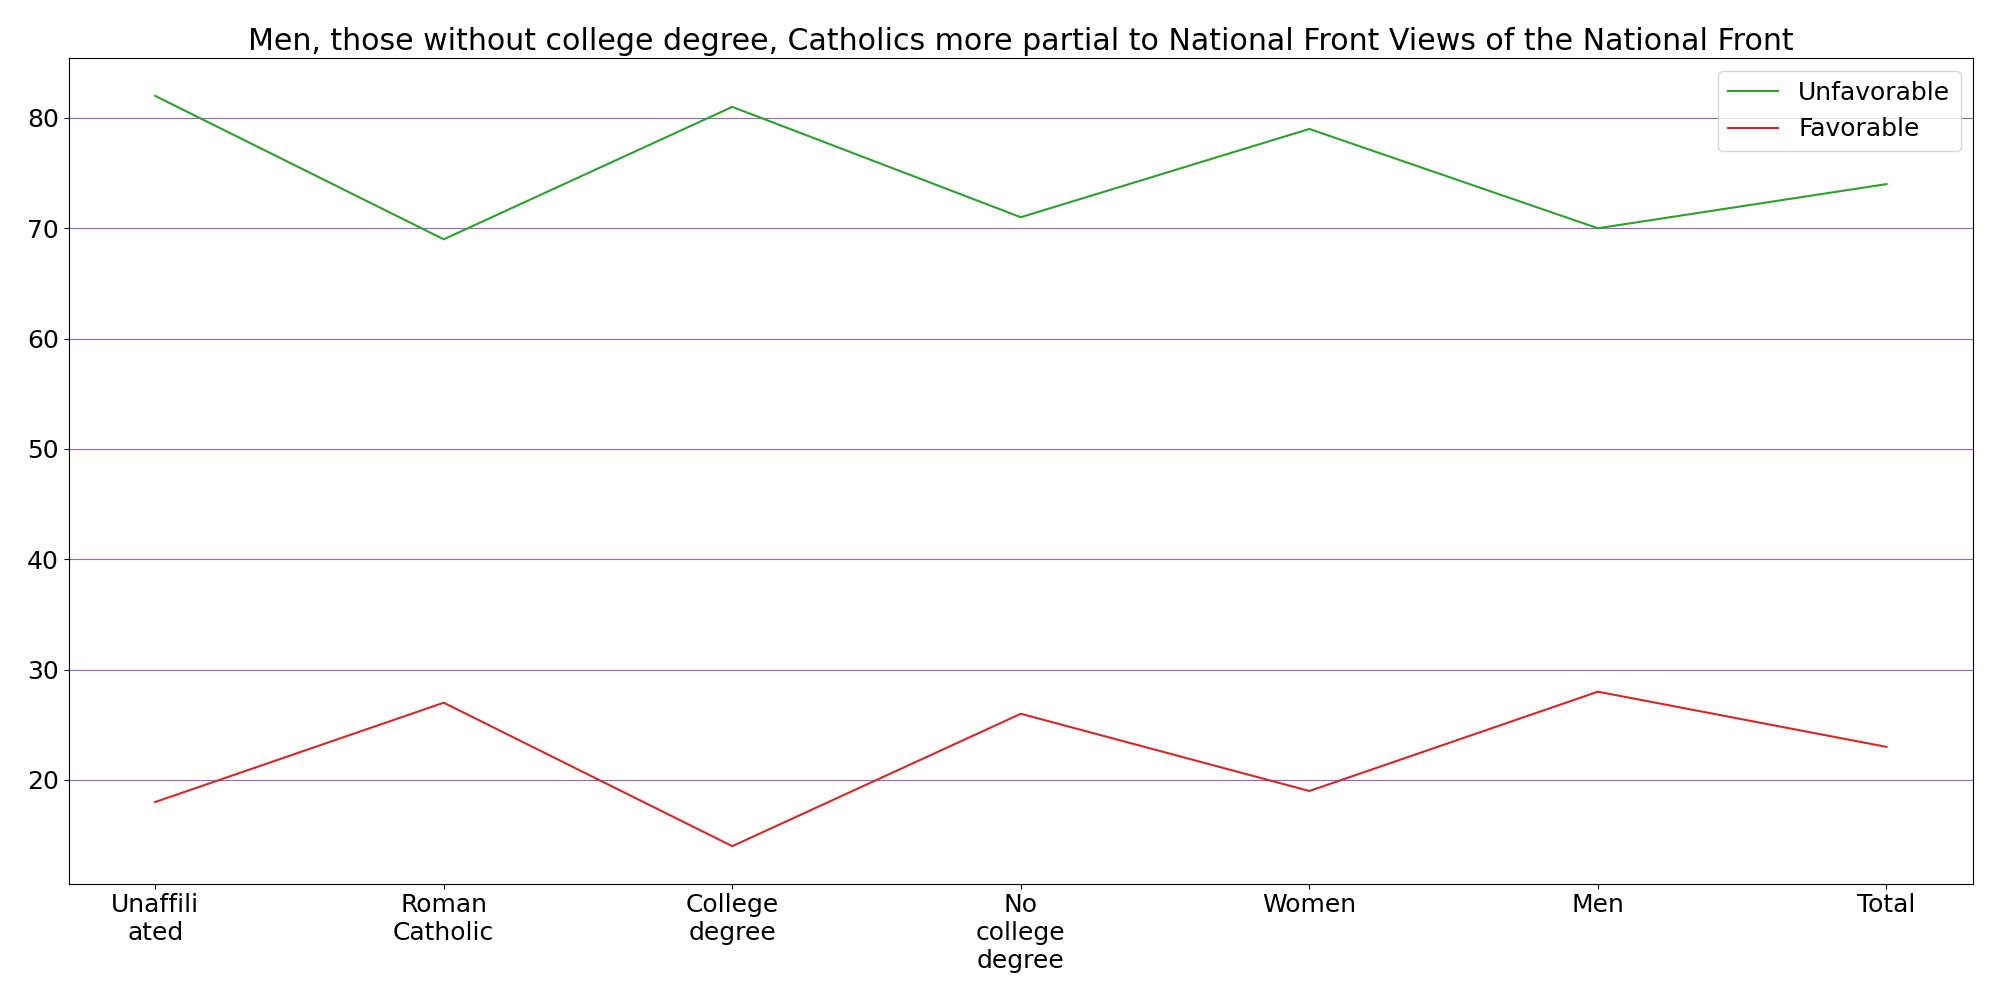 Men, those without college degree, Catholics more partial to National Front Views of the National Front
Unfavorable
Favorable
80
70
60
50
40
30
20
Unaffili
ated
Roman
Catholic
College
degree
No
college
degree
Women
Men
Total